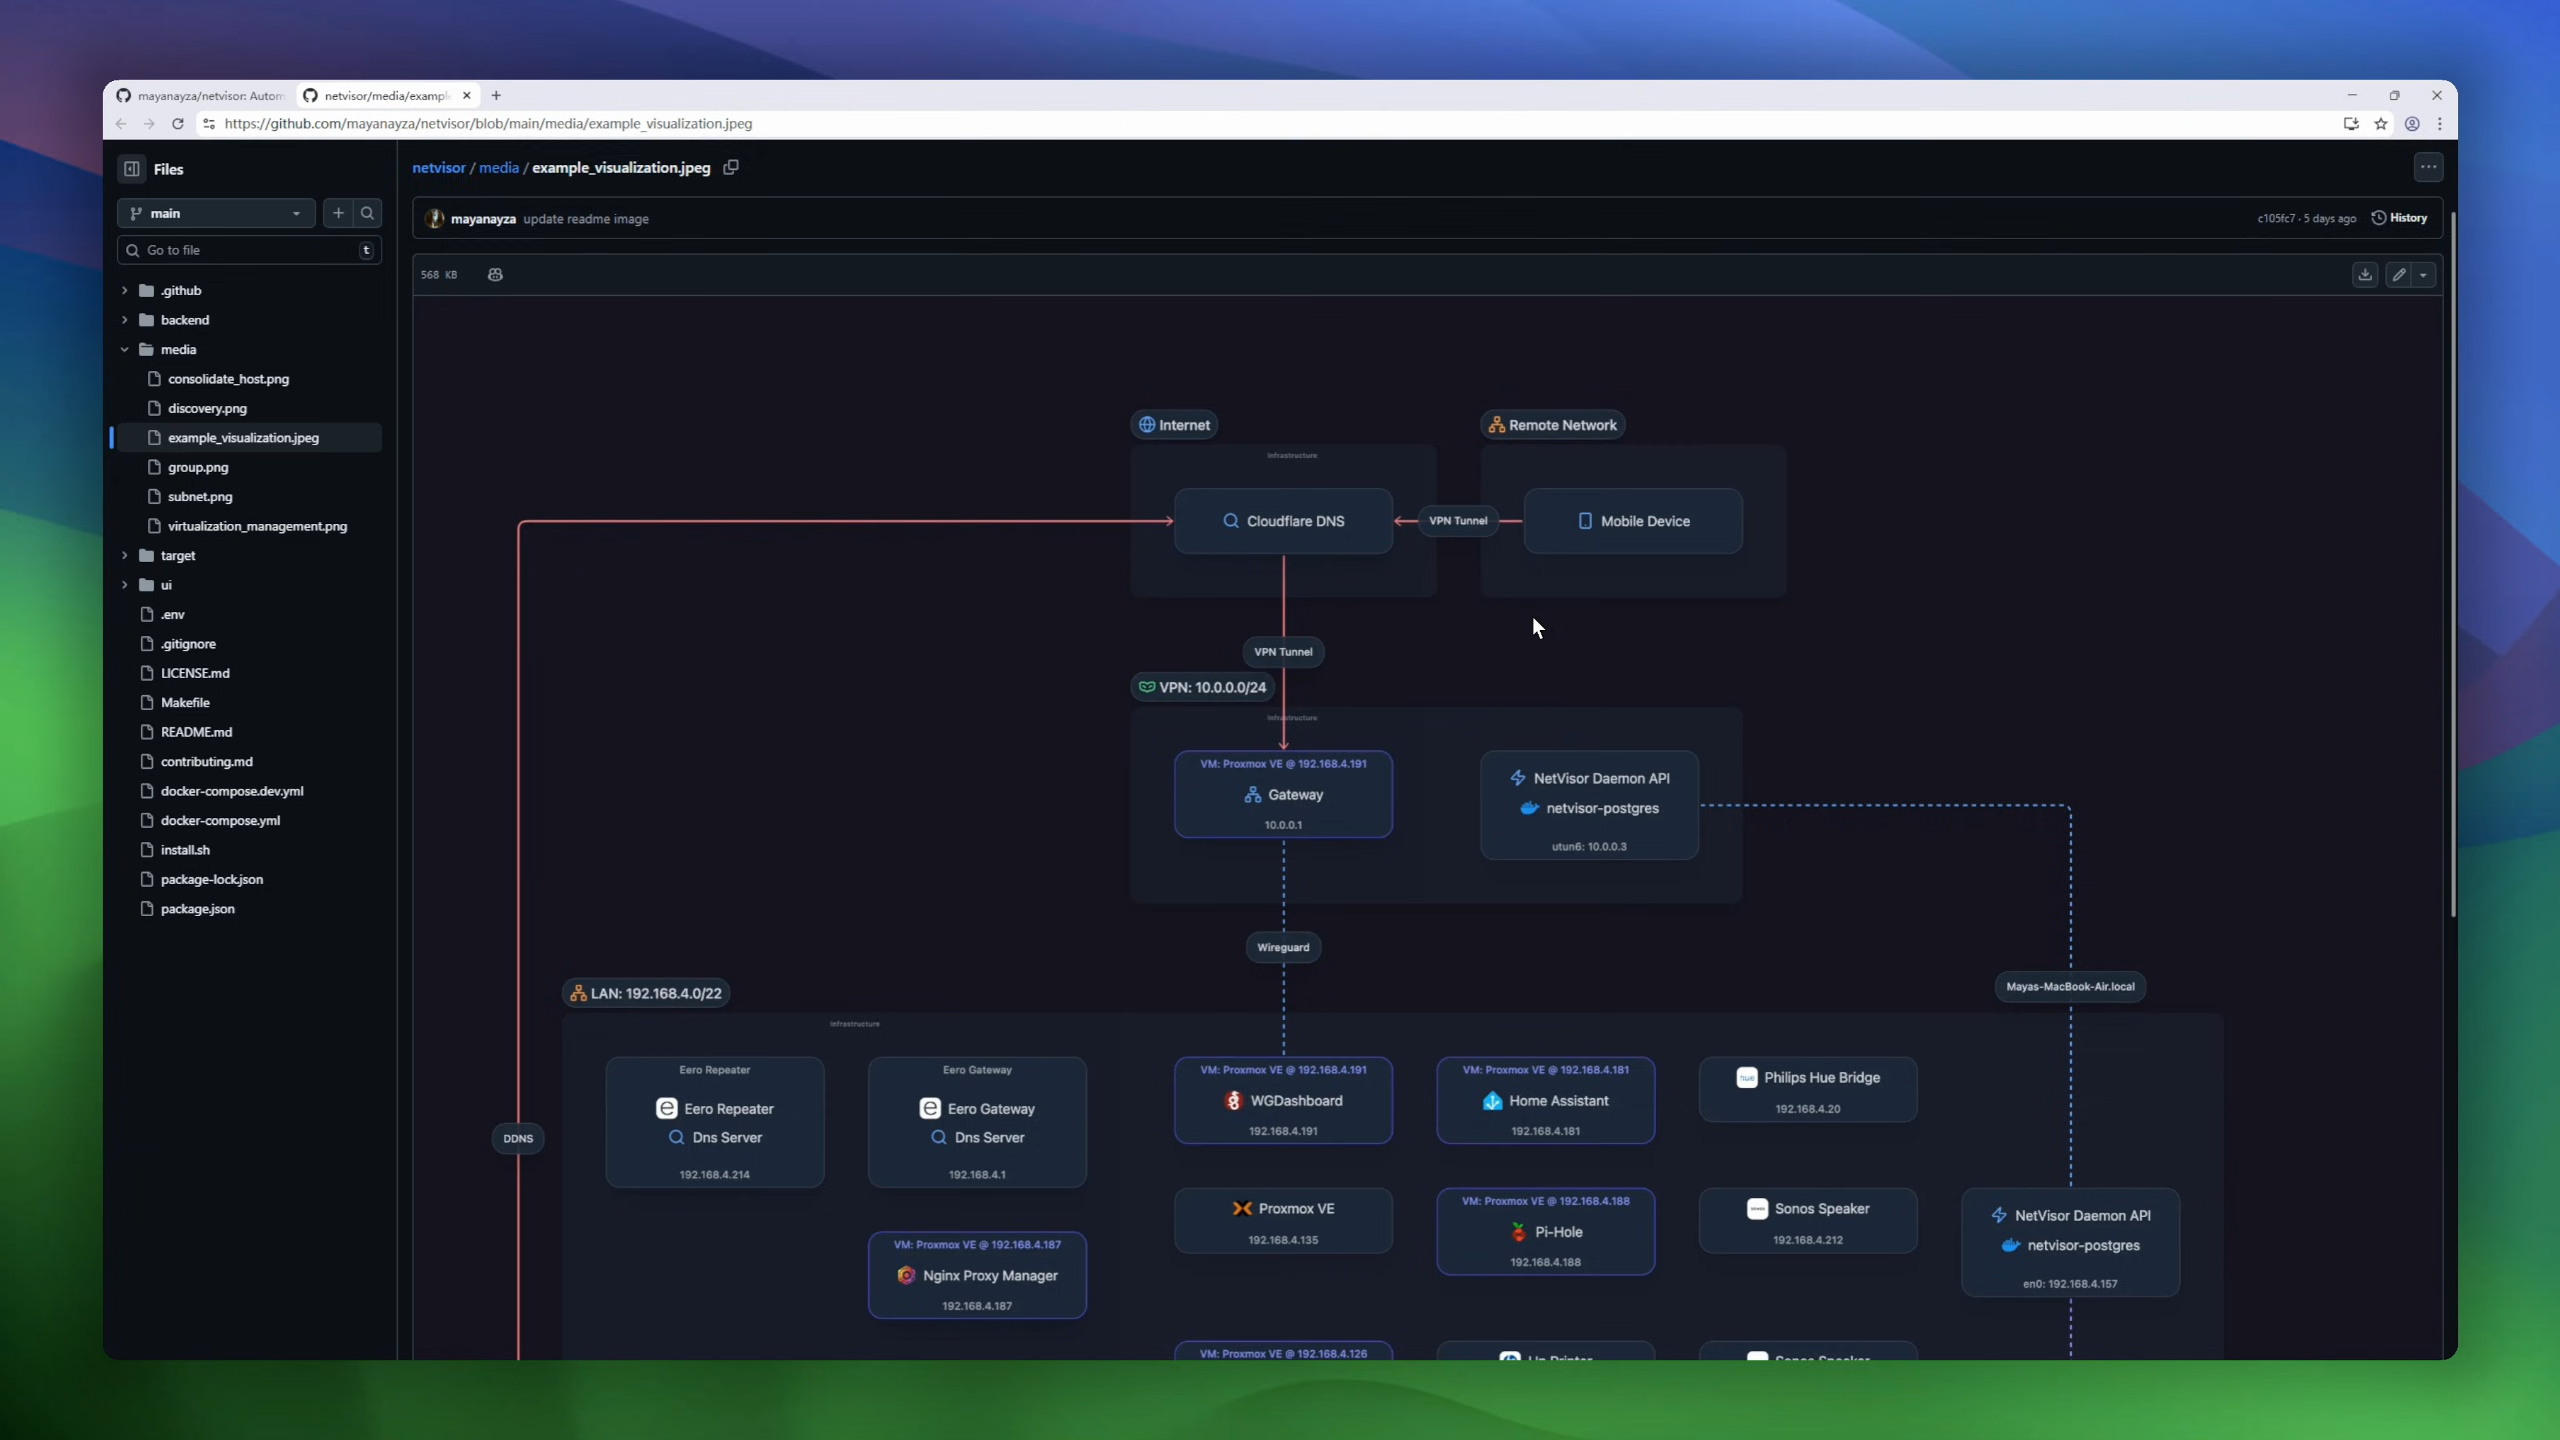 mayanayza/netvisor: Autom
netvisor/media/exampl
https://github.com/mayanayza/netvisor/blob/main/media/example_visualization.jpeg
Files
main
Go to file
t
.github
backend
media
consolidate_host.png
discovery.png
example_visualization.jpeg
group.png
subnet.png
virtualization_management.png
target
ui
.env
.gitignore
LICENSE.md
Makefile
README.md
contributing.md
docker-compose.dev.yml
docker-compose.yml
install.sh
package-lock.json
package.json
netvisor / media / example_visualization.jpeg
mayanayza update readme image
c105fc7 · 5 days ago
History
568 KB
Internet
Remote Network
Infrastructure
Cloudflare DNS
VPN Tunnel
Mobile Device
VPN Tunnel
VPN: 10.0.0.0/24
Infrastructure
VM: Proxmox VE @ 192.168.4.191
Gateway
10.0.0.1
NetVisor Daemon API
netvisor-postgres
utun6: 10.0.0.3
Wireguard
Mayas-MacBook-Air.local
LAN: 192.168.4.0/22
Infrastructure
DDNS
Eero Repeater
Eero Repeater
Dns Server
192.168.4.214
Eero Gateway
Eero Gateway
Dns Server
192.168.4.1
VM: Proxmox VE @ 192.168.4.191
WGDashboard
192.168.4.191
VM: Proxmox VE @ 192.168.4.181
Home Assistant
192.168.4.181
hue
Philips Hue Bridge
192.168.4.20
VM: Proxmox VE @ 192.168.4.187
Nginx Proxy Manager
192.168.4.187
Proxmox VE
192.168.4.135
VM: Proxmox VE @ 192.168.4.188
Pi-Hole
192.168.4.188
Sonos Speaker
192.168.4.212
NetVisor Daemon API
netvisor-postgres
en0: 192.168.4.157
VM: Proxmox VE @ 192.168.4.126
Hp Printer
Sonos Speaker